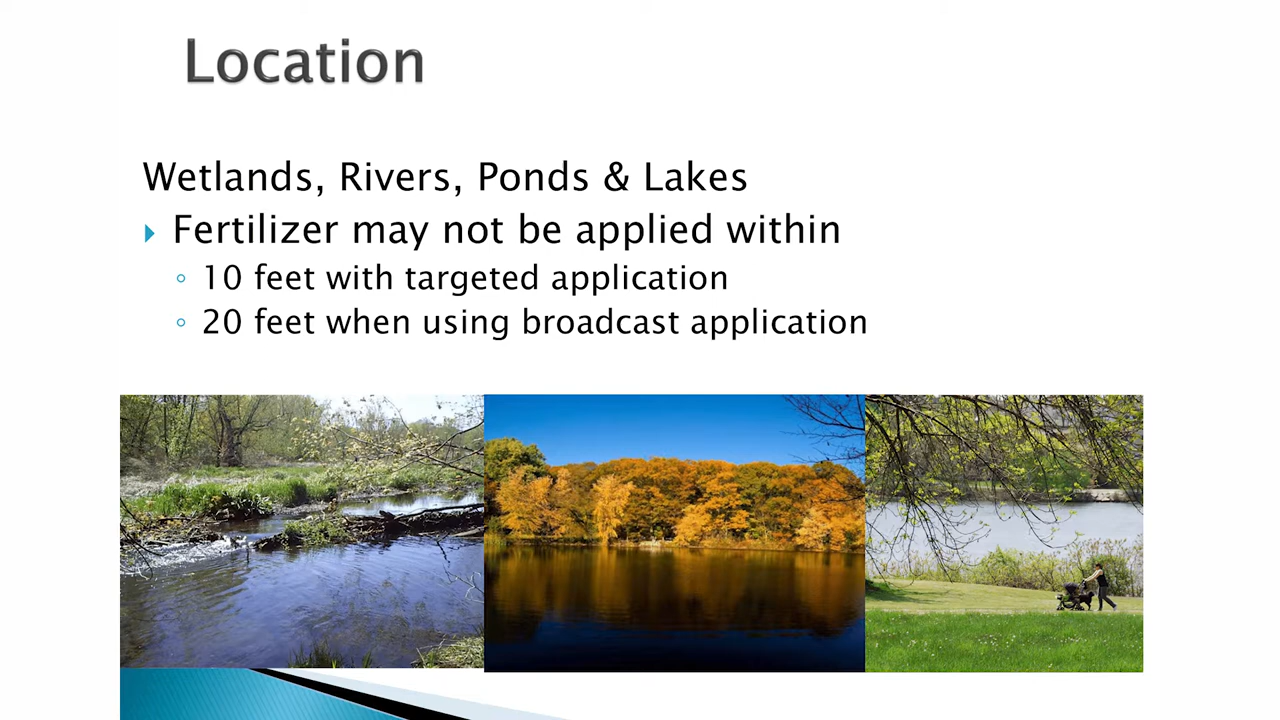 Location
Wetlands, Rivers, Ponds & Lakes
Fertilizer may not be applied within
10 feet with targeted application
20 feet when using broadcast application